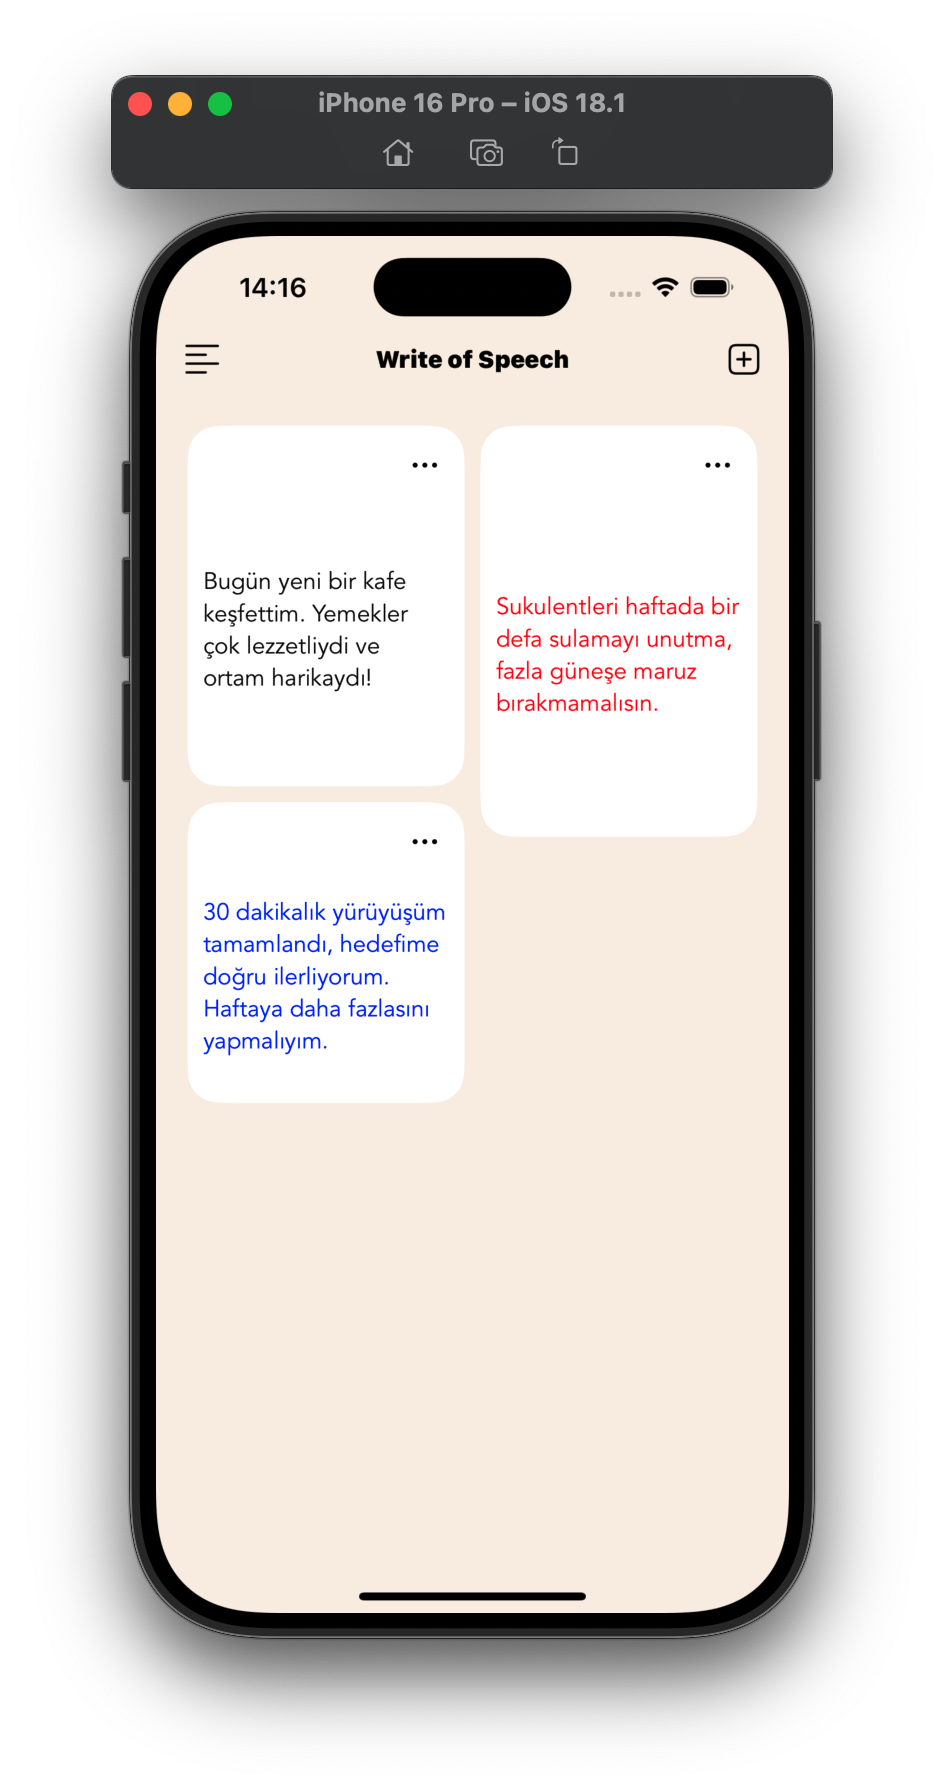 iPhone 16 Pro – iOS 18.1
14:16
Write of Speech
Bugün yeni bir kafe
keşfettim. Yemekler
çok lezzetliydi ve
ortam harikaydı!
Sukulentleri haftada bir
defa sulamayı unutma,
fazla güneşe maruz
bırakmamalısın.
30 dakikalık yürüyüşüm
tamamlandı, hedefime
doğru ilerliyorum.
Haftaya daha fazlasını
yapmalıyım.